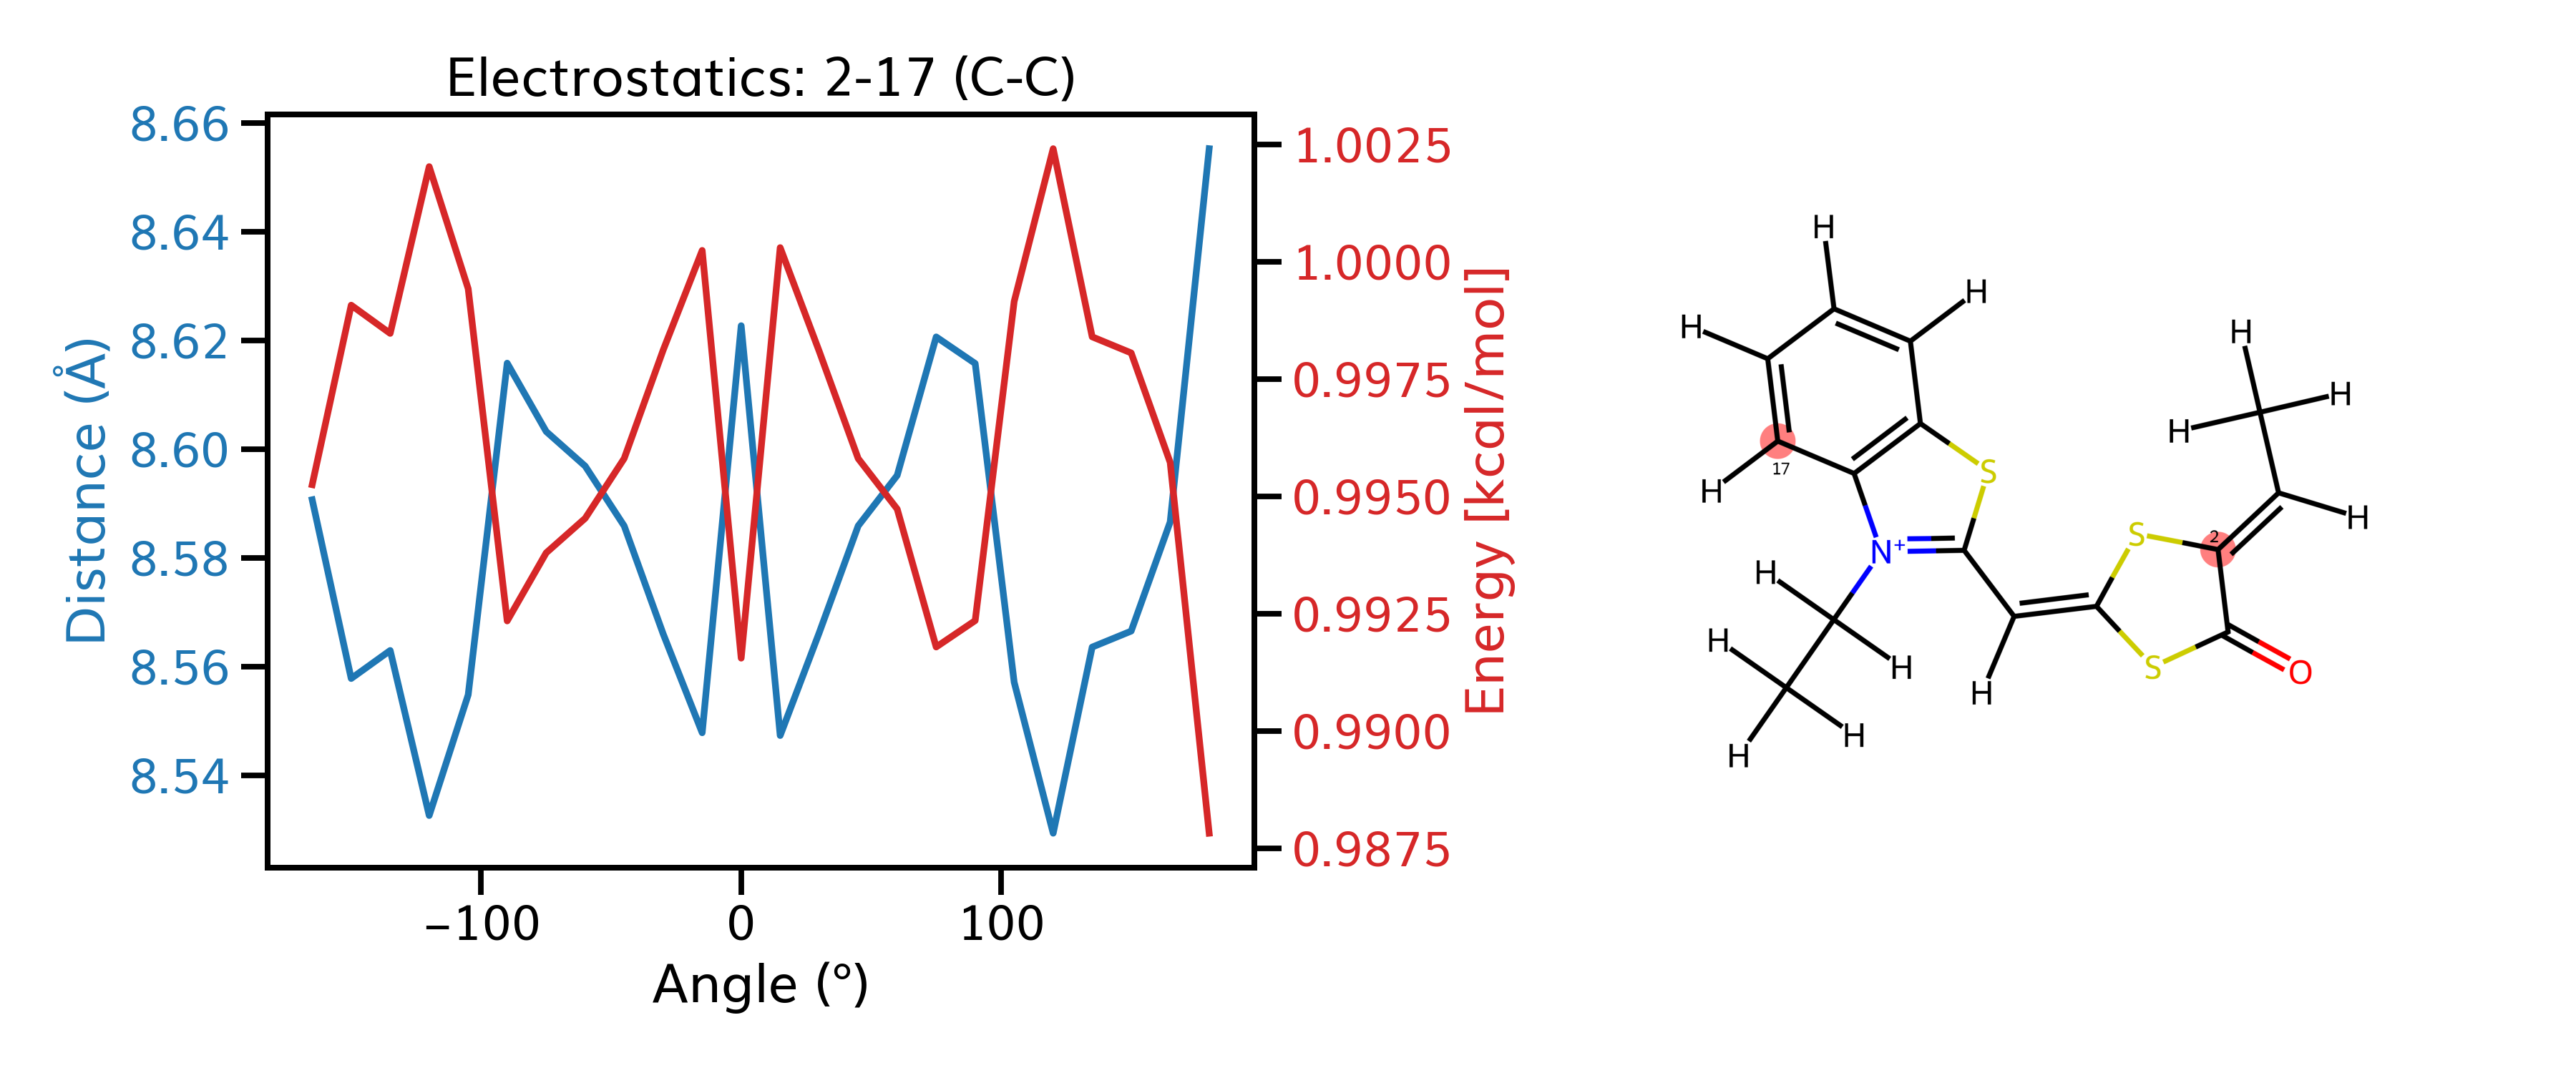 Electrostatics: 2-17 (C-C)
8.66
8.64
8.62
8.60
8.58
8.56
8.54
Distance (Å)
1.0025
1.0000
0.9975
0.9950
0.9925
0.9900
0.9875
Energy [kcal/mol]
−100
0
100
Angle (°)
H
H
H
H
H
H
17
S
H
2
S
H
N⁺
H
H
H
S
O
H
H
H